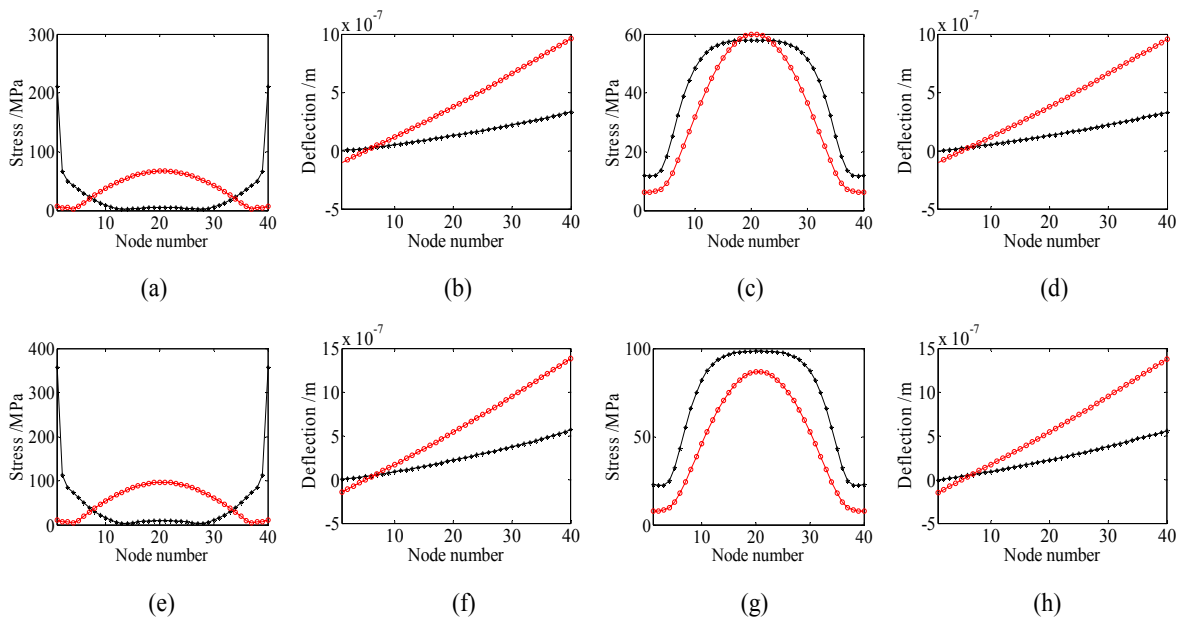 300
200
100
0
Stress /MPa
10 20 30 40
Node number
(a)
x 10-7
10
5
0
-5
Deflection /m
10 20 30 40
Node number
(b)
60
40
20
0
Stress /MPa
10 20 30 40
Node number
(c)
x 10-7
10
5
0
-5
Deflection /m
10 20 30 40
Node number
(d)
400
300
200
100
0
Stress /MPa
10 20 30 40
Node number
(e)
x 10-7
15
10
5
0
-5
Deflection /m
10 20 30 40
Node number
(f)
100
50
0
Stress /MPa
10 20 30 40
Node number
(g)
x 10-7
15
10
5
0
-5
Deflection /m
10 20 30 40
Node number
(h)